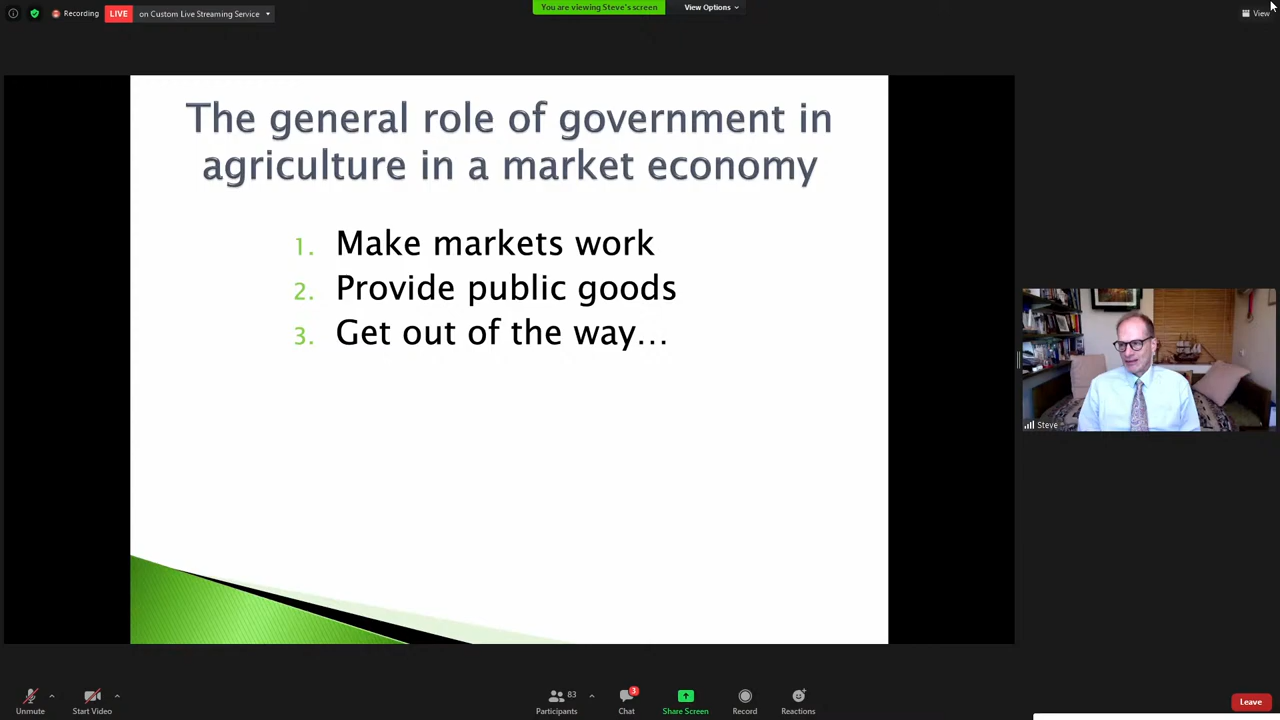 Recording
LIVE
on Custom Live Streaming Service
You are viewing Steve's screen
View Options
View
The general role of government in
agriculture in a market economy
1. Make markets work
2. Provide public goods
3. Get out of the way…
Steve
Unmute
Start Video
83
Participants
3
Chat
Share Screen
Record
Reactions
Leave